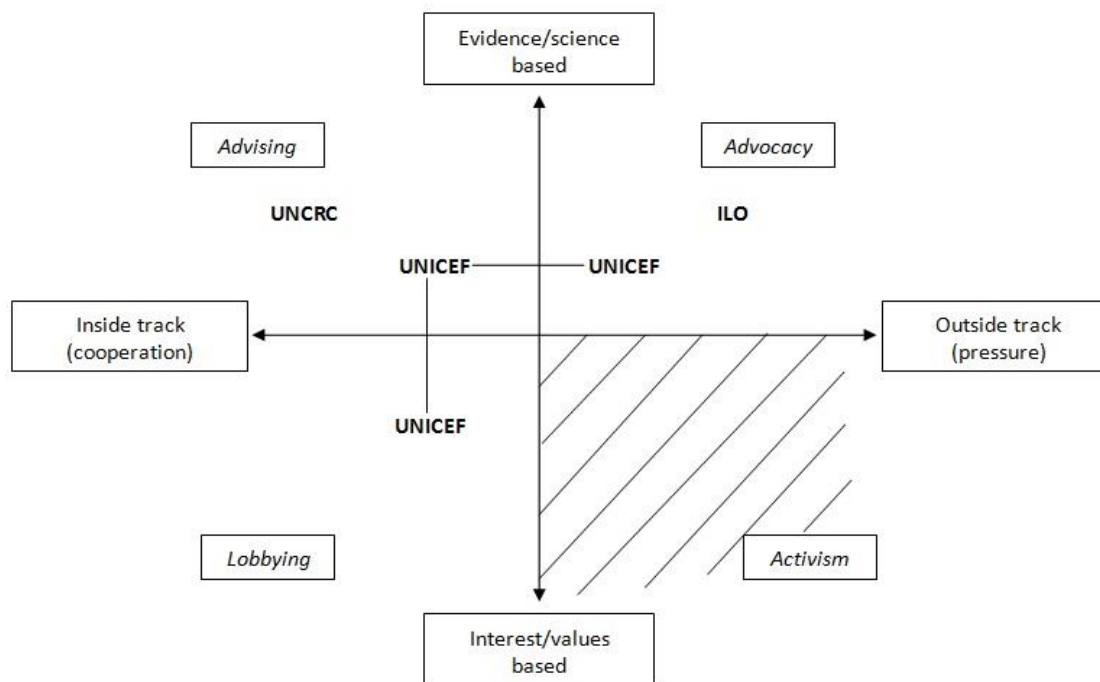 Evidence/science
based
Advising
Advocacy
UNCRC
ILO
UNICEF
UNICEF
Inside track
(cooperation)
Outside track
(pressure)
UNICEF
Lobbying
Activism
Interest/values
based